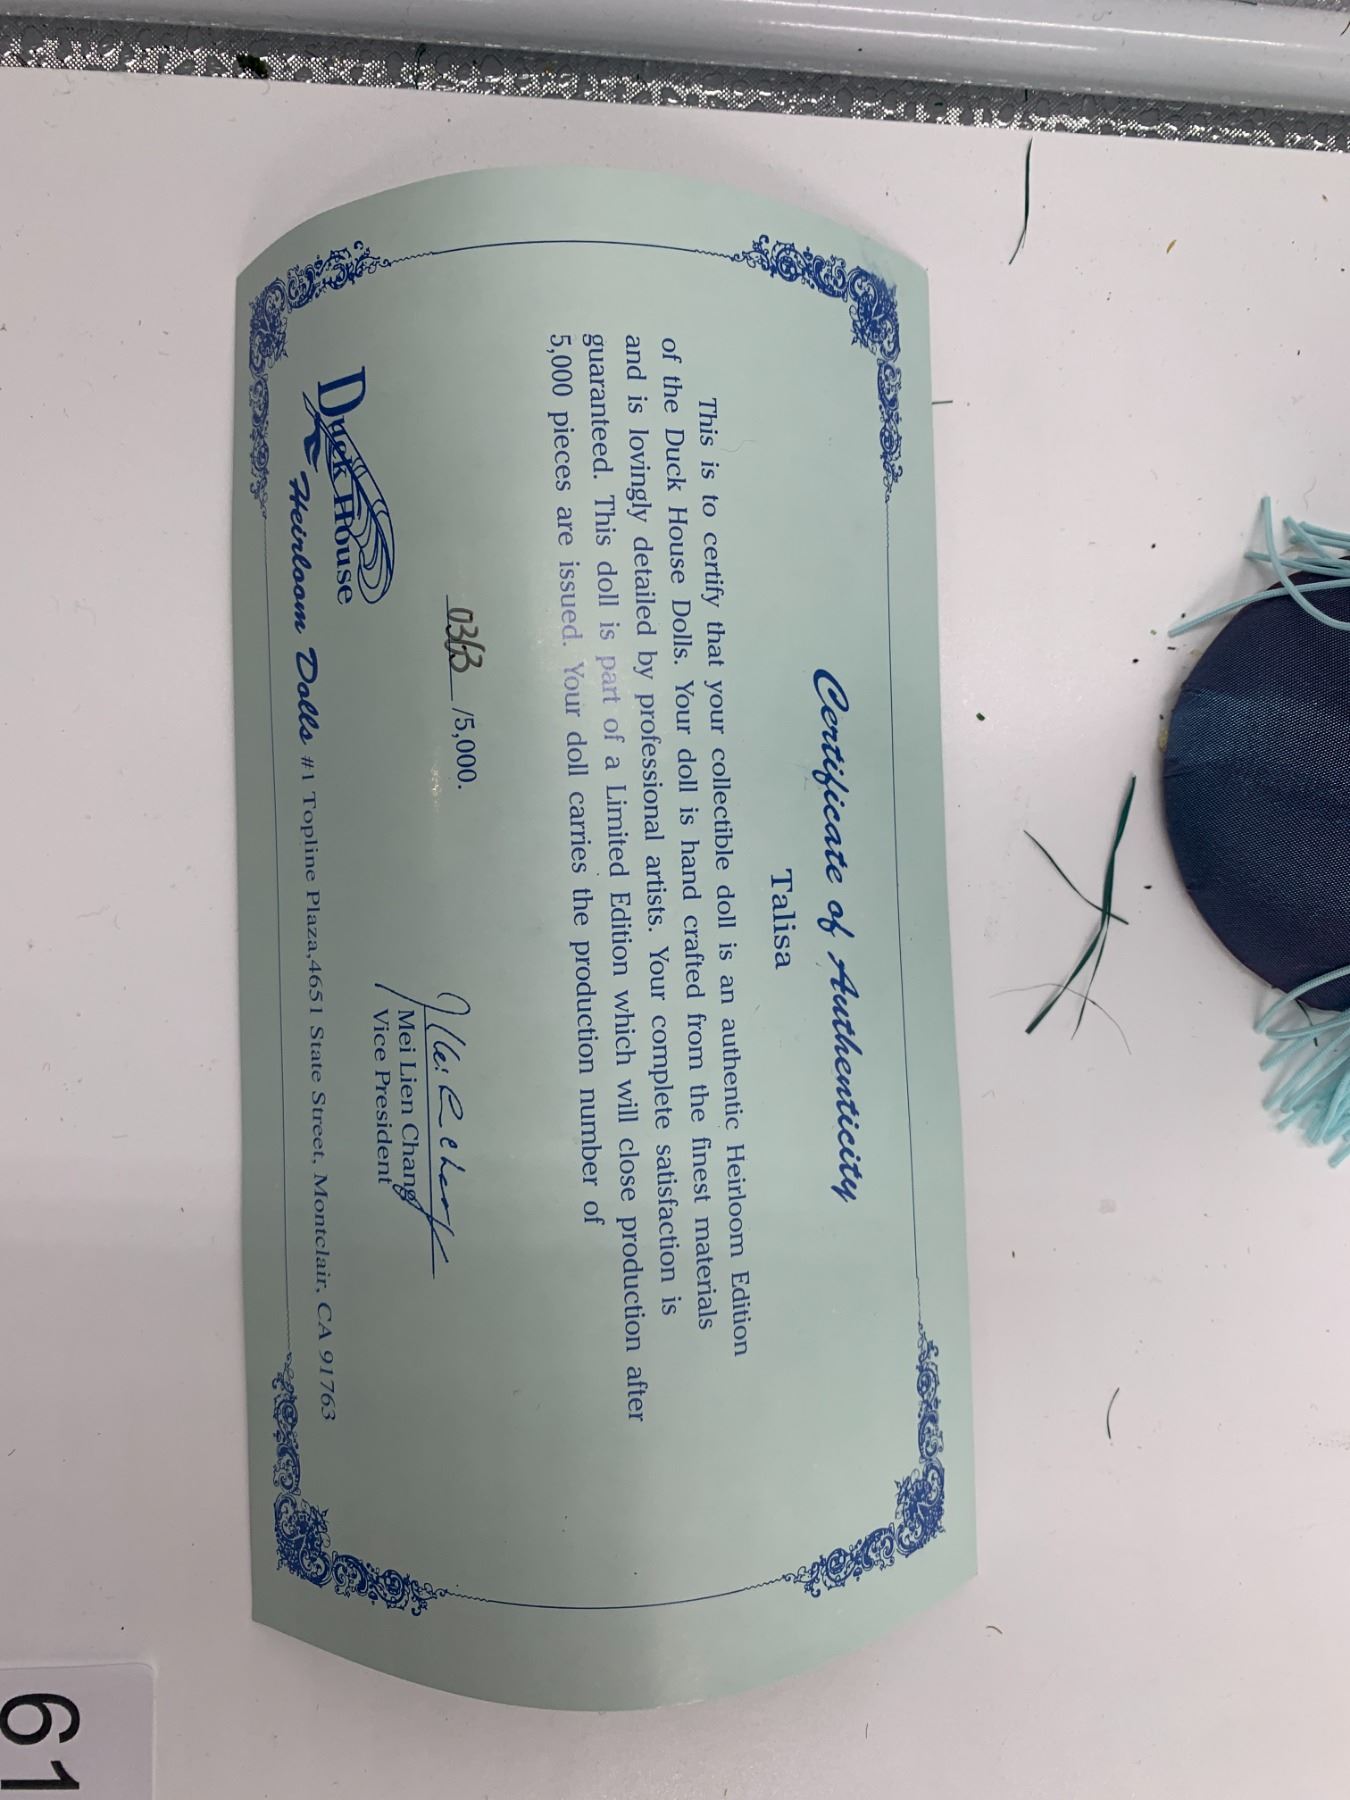 Certificate of Authenticity
Talisa
This is to certify that your collectible doll is an authentic Heirloom Edition
of the Duck House Dolls. Your doll is hand crafted from the finest materials
and is lovingly detailed by professional artists. Your complete satisfaction is
guaranteed. This doll is part of a Limited Edition which will close production after
5,000 pieces are issued. Your doll carries the production number of
/5,000.
Mei Lien Chang
Vice President
Duck House
Heirloom Dolls #1 Topline Plaza,4651 State Street, Montclair, CA 91763
61